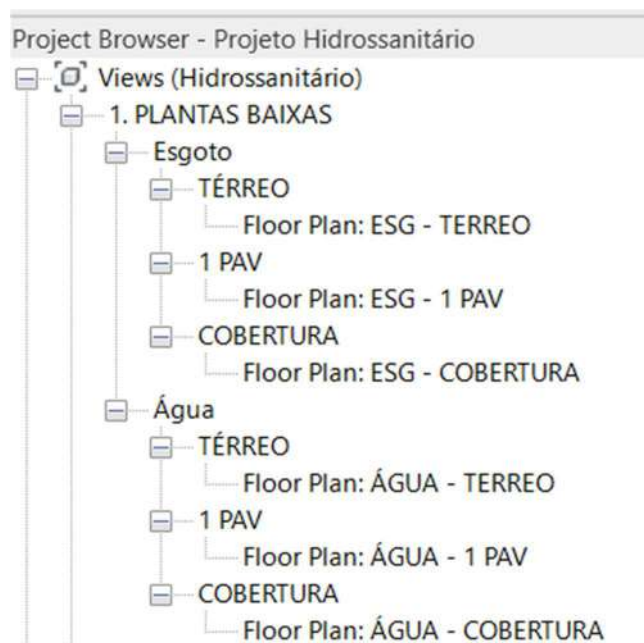 Project Browser - Projeto Hidrossanitário
Views (Hidrossanitário)
1. PLANTAS BAIXAS
Esgoto
TÉRREO
Floor Plan: ESG - TERREO
1 PAV
Floor Plan: ESG - 1 PAV
COBERTURA
Floor Plan: ESG - COBERTURA
Água
TÉRREO
Floor Plan: ÁGUA - TERREO
1 PAV
Floor Plan: ÁGUA - 1 PAV
COBERTURA
Floor Plan: ÁGUA - COBERTURA